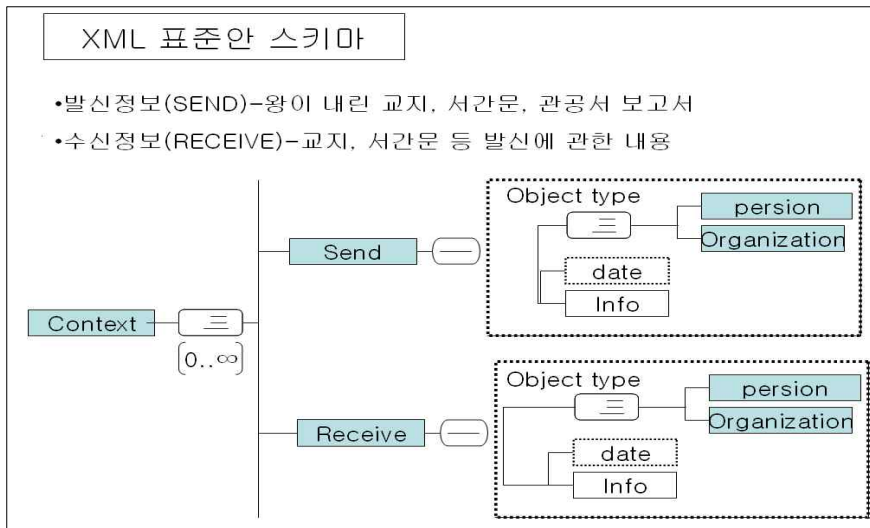 XML 표준안 스키마
•발신정보(SEND)-왕이 내린 교지, 서간문, 관공서 보고서
•수신정보(RECEIVE)-교지, 서간문 등 발신에 관한 내용
Object type
persion
三
Organization
Send
date
Info
Context
三
[0..∞]
Object type
persion
三
Organization
Receive
date
Info